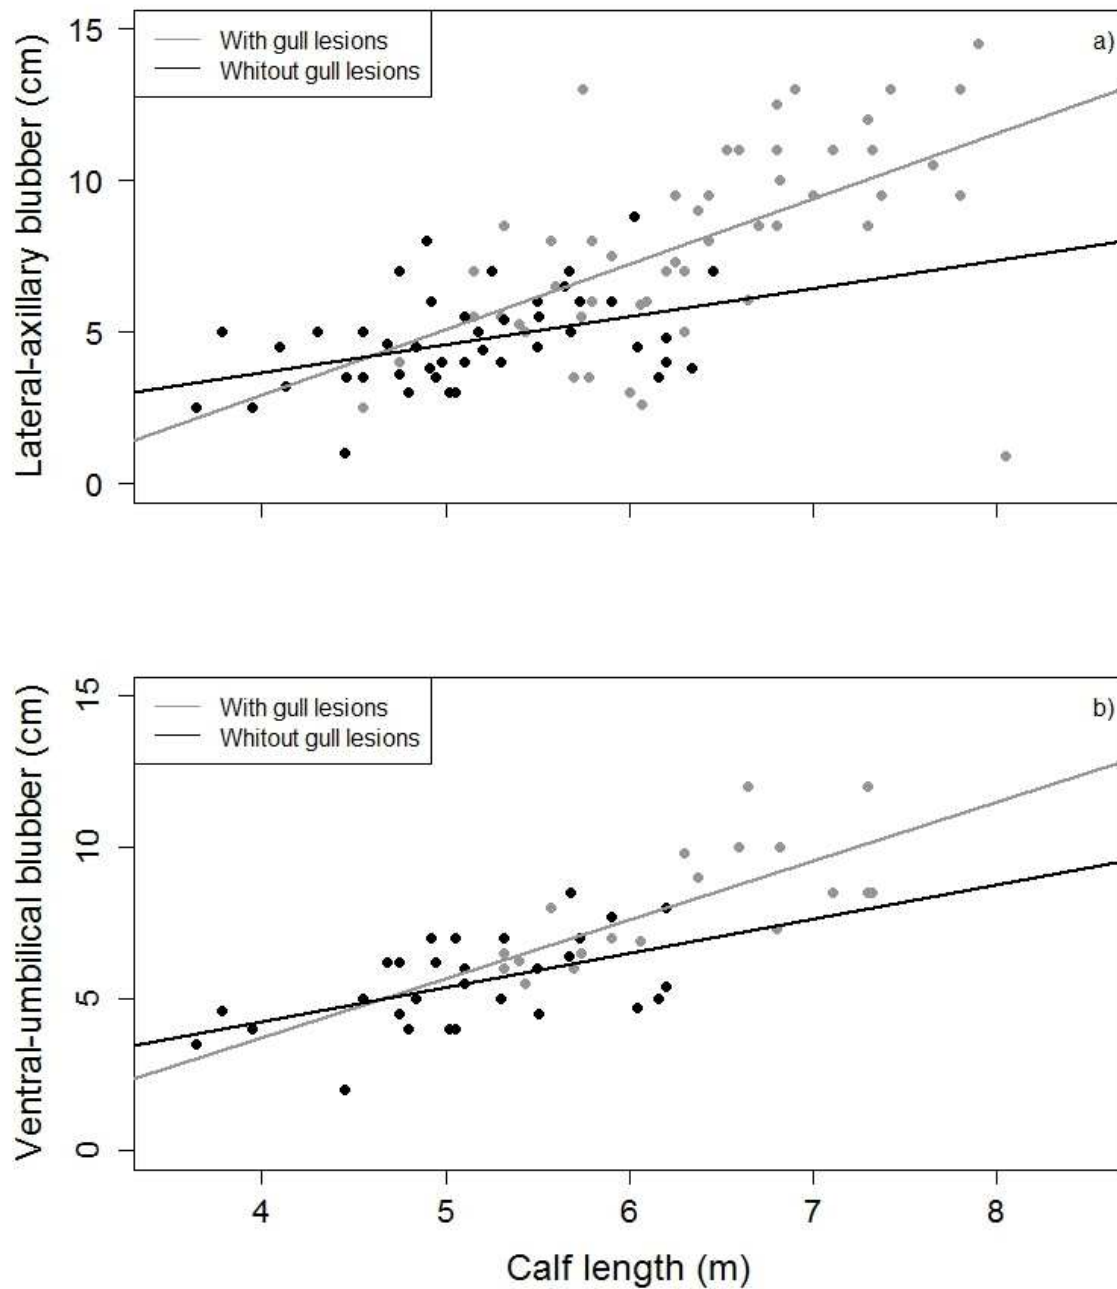 Lateral-axillary blubber (cm)
15
10
5
0
With gull lesions
Whitout gull lesions
a)
Ventral-umbilical blubber (cm)
15
10
5
0
With gull lesions
Whitout gull lesions
b)
4 5 6 7 8
Calf length (m)